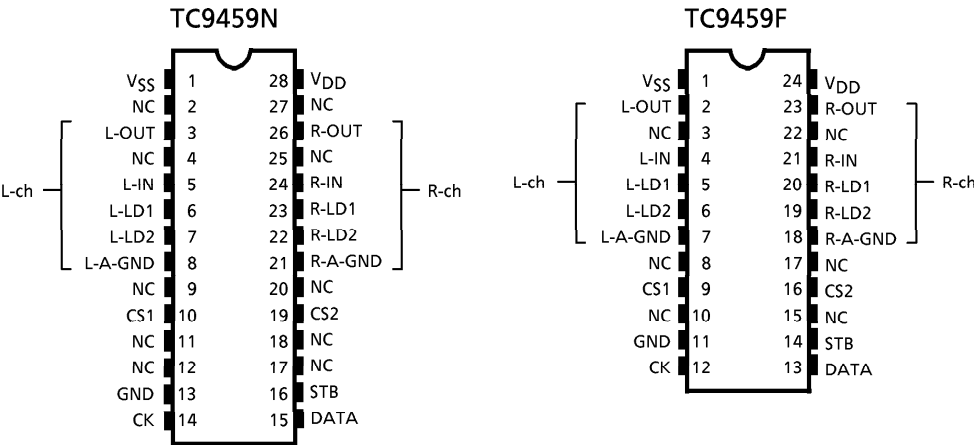 TC9459N
VSS 1 28 VDD
NC 2 27 NC
L-OUT 3 26 R-OUT
NC 4 25 NC
L-IN 5 24 R-IN
L-ch
R-ch
L-LD1 6 23 R-LD1
L-LD2 7 22 R-LD2
L-A-GND 8 21 R-A-GND
NC 9 20 NC
CS1 10 19 CS2
NC 11 18 NC
NC 12 17 NC
GND 13 16 STB
CK 14 15 DATA
TC9459F
VSS 1 24 VDD
L-OUT 2 23 R-OUT
NC 3 22 NC
L-IN 4 21 R-IN
L-ch
L-LD1 5 20 R-LD1
R-ch
L-LD2 6 19 R-LD2
L-A-GND 7 18 R-A-GND
NC 8 17 NC
CS1 9 16 CS2
NC 10 15 NC
GND 11 14 STB
CK 12 13 DATA